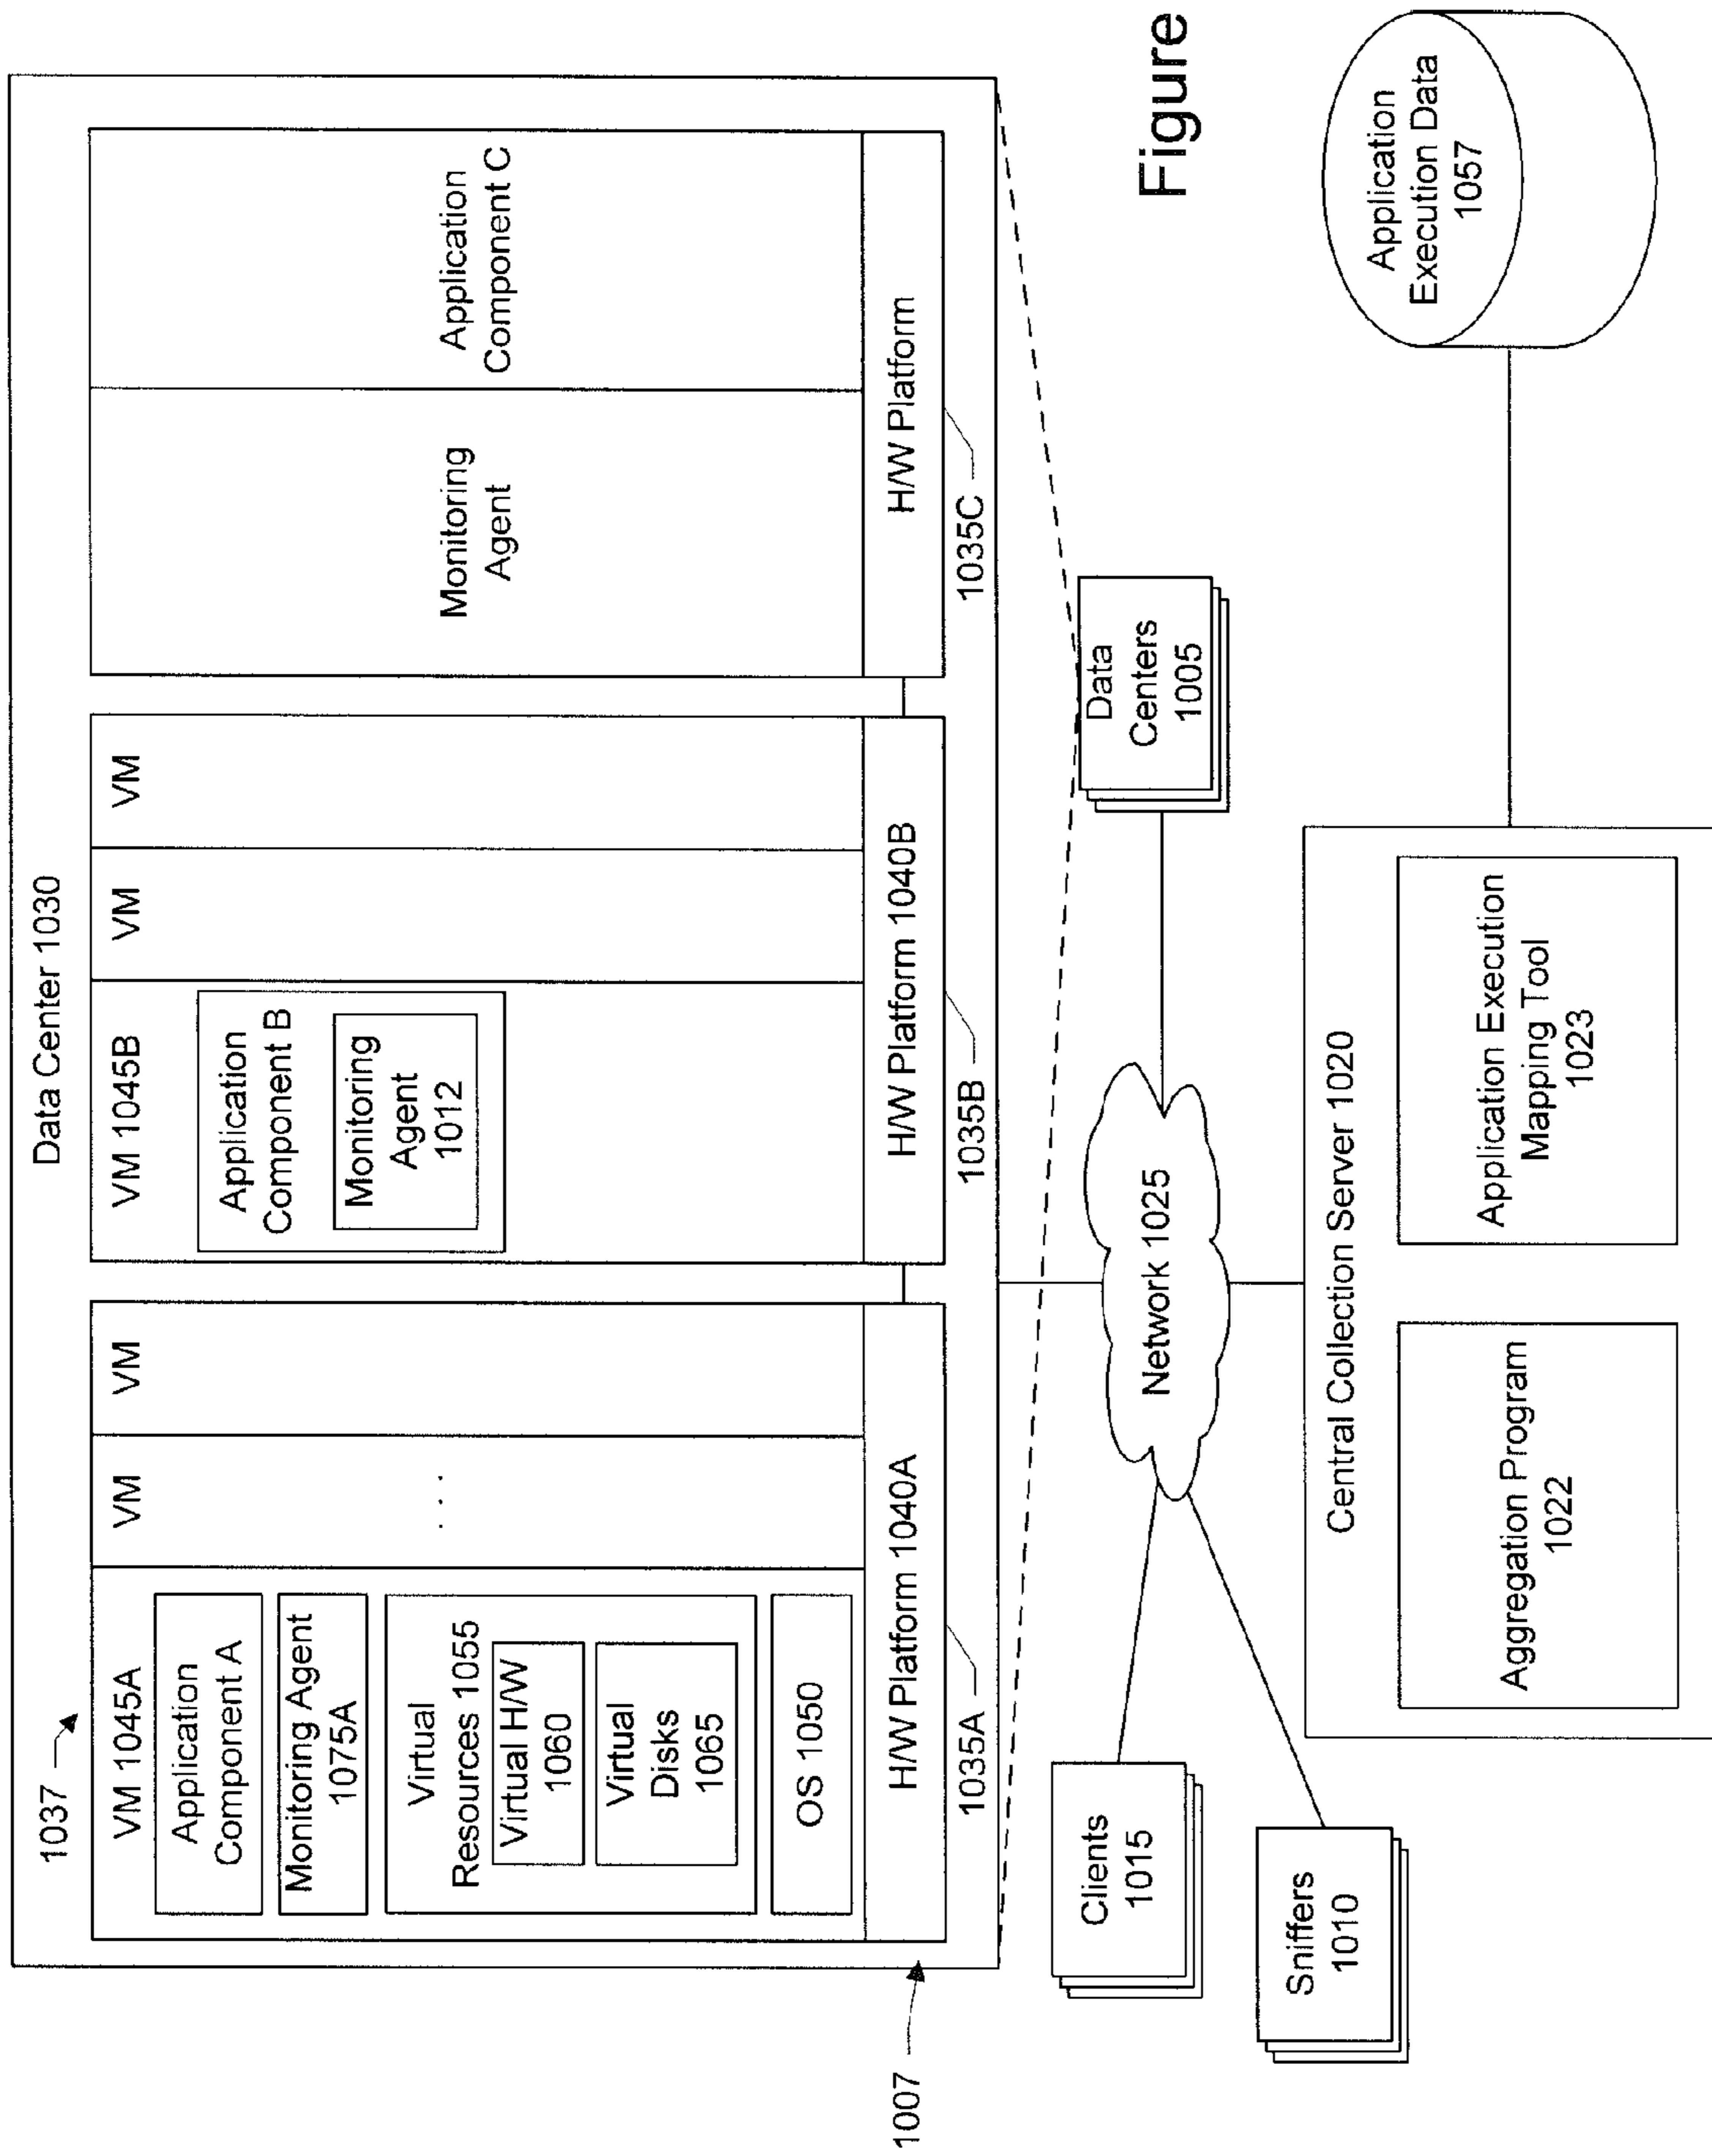 Data Center 1030
1037
VM 1045A
Application
Component A
Monitoring Agent
1075A
Virtual
Resources 1055
Virtual H/W
1060
Virtual
Disks
1065
OS 1050
VM
. . .
VM
H/W Platform 1040A
1035A
VM 1045B
Application
Component B
Monitoring
Agent
1012
VM
VM
H/W Platform 1040B
1035B
Monitoring
Agent
Application
Component C
H/W Platform
1035C
1007
Clients
1015
Sniffers
1010
Network 1025
Data
Centers
1005
Figure
Central Collection Server 1020
Aggregation Program
1022
Application Execution
Mapping Tool
1023
Application
Execution Data
1057